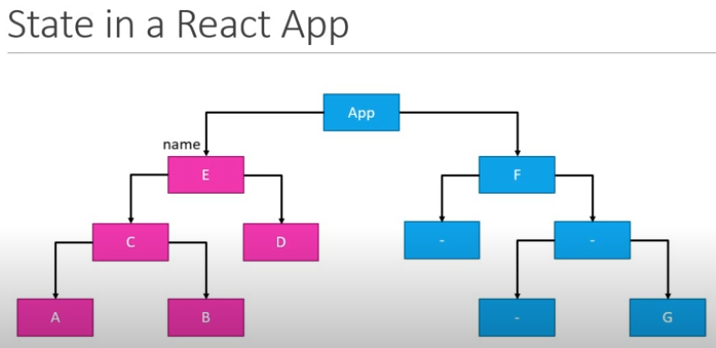 State in a React App
App
name
E
F
C
D
-
-
A
B
-
G